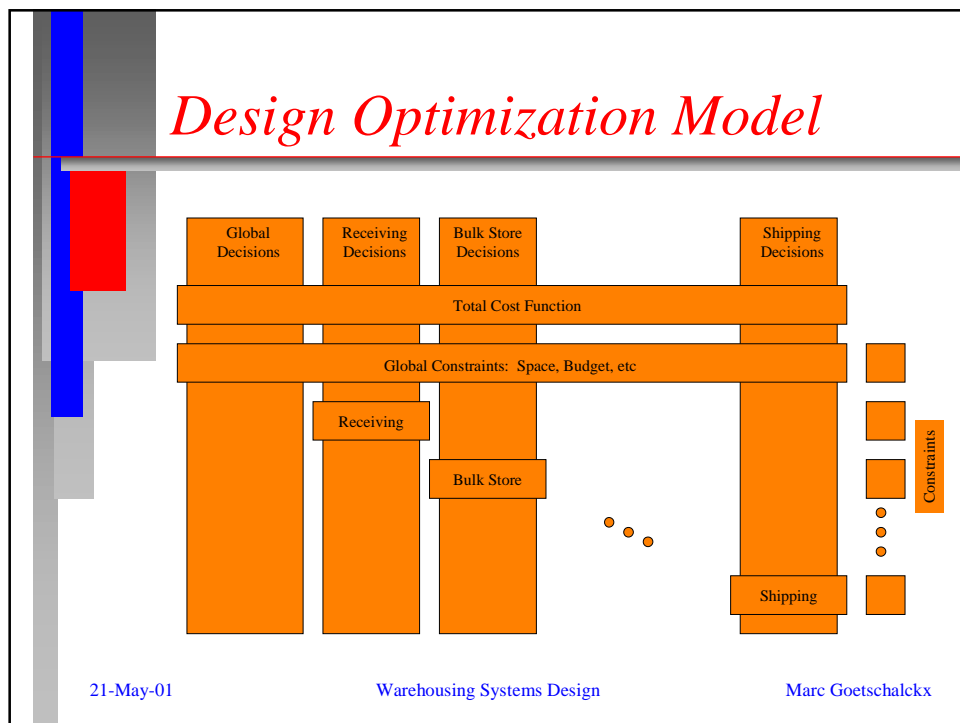 Design Optimization Model
Global
Decisions
Receiving
Decisions
Bulk Store
Decisions
Shipping
Decisions
Total Cost Function
Global Constraints:  Space, Budget, etc
Receiving
Bulk Store
Constraints
Shipping
21-May-01
Warehousing Systems Design
Marc Goetschalckx